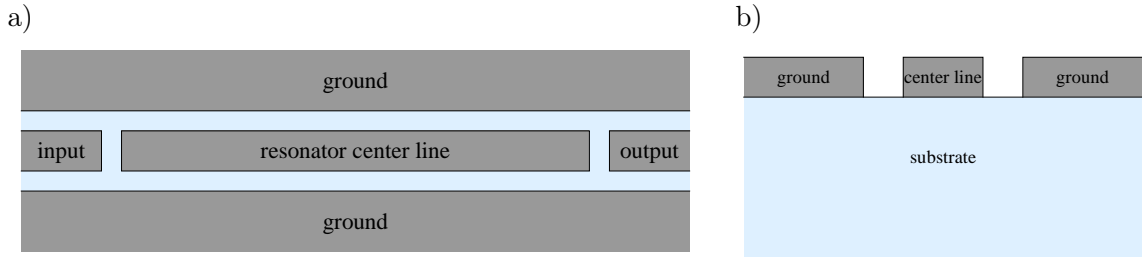 a)
ground
input resonator center line output
ground
b)
ground center line ground
substrate